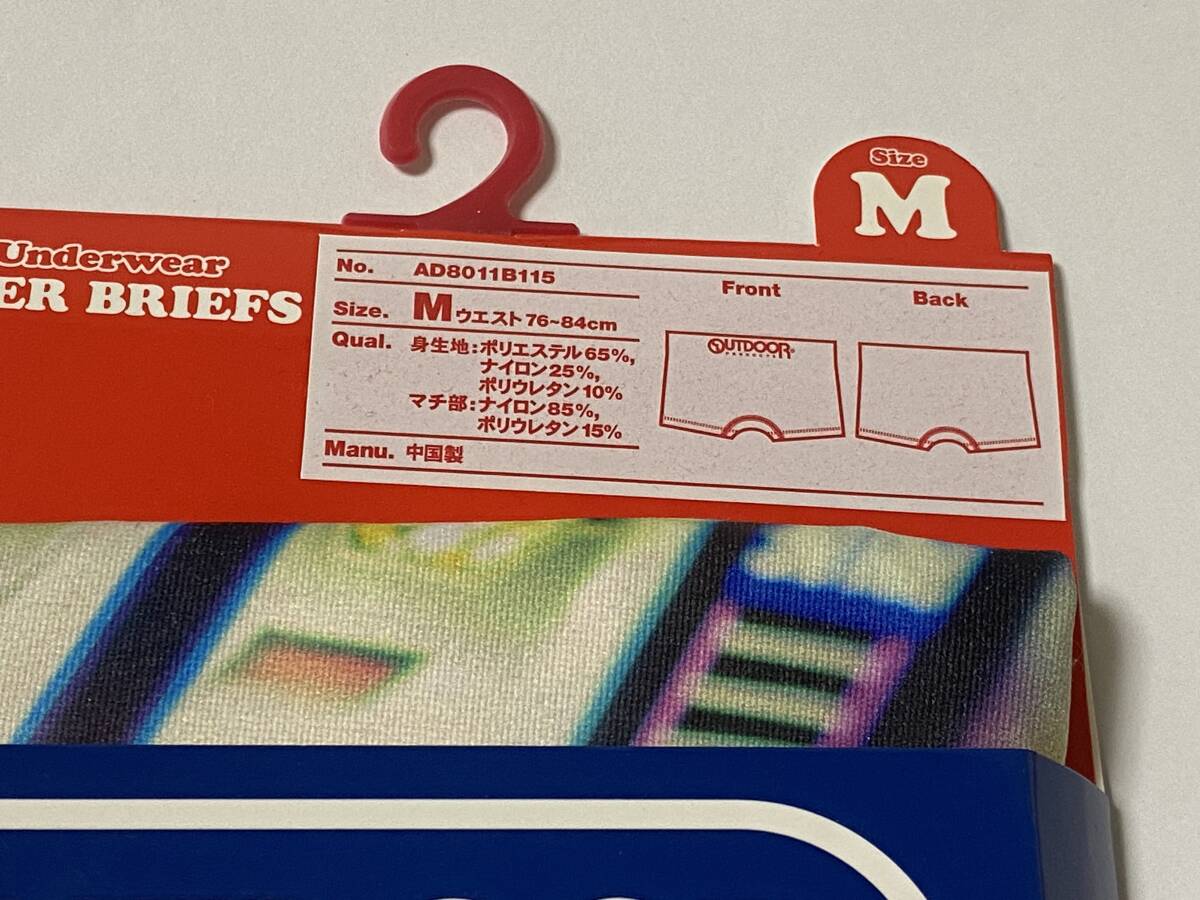 Size
M
Underwear
ER BRIEFS
No. AD8011B115
Size. M ウエスト76~84cm
Qual. 身生地:ポリエステル65%,
ナイロン25%,
ポリウレタン10%
マチ部:ナイロン85%,
ポリウレタン15%
Manu. 中国製
Front
Back
OUTDOOR®
PRODUCTS